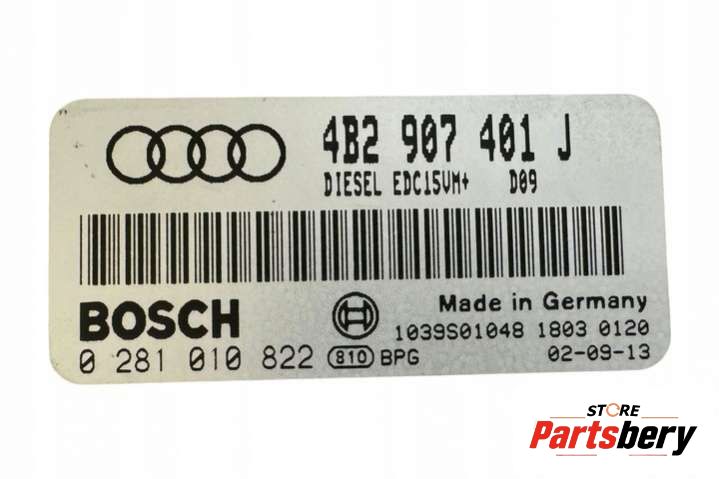 4B2 907 401 J
DIESEL EDC15VM+ D09
BOSCH
Made in Germany
1039S01048 1803 0120
0 281 010 822 810 BPG 02-09-13
STORE
Partsbery